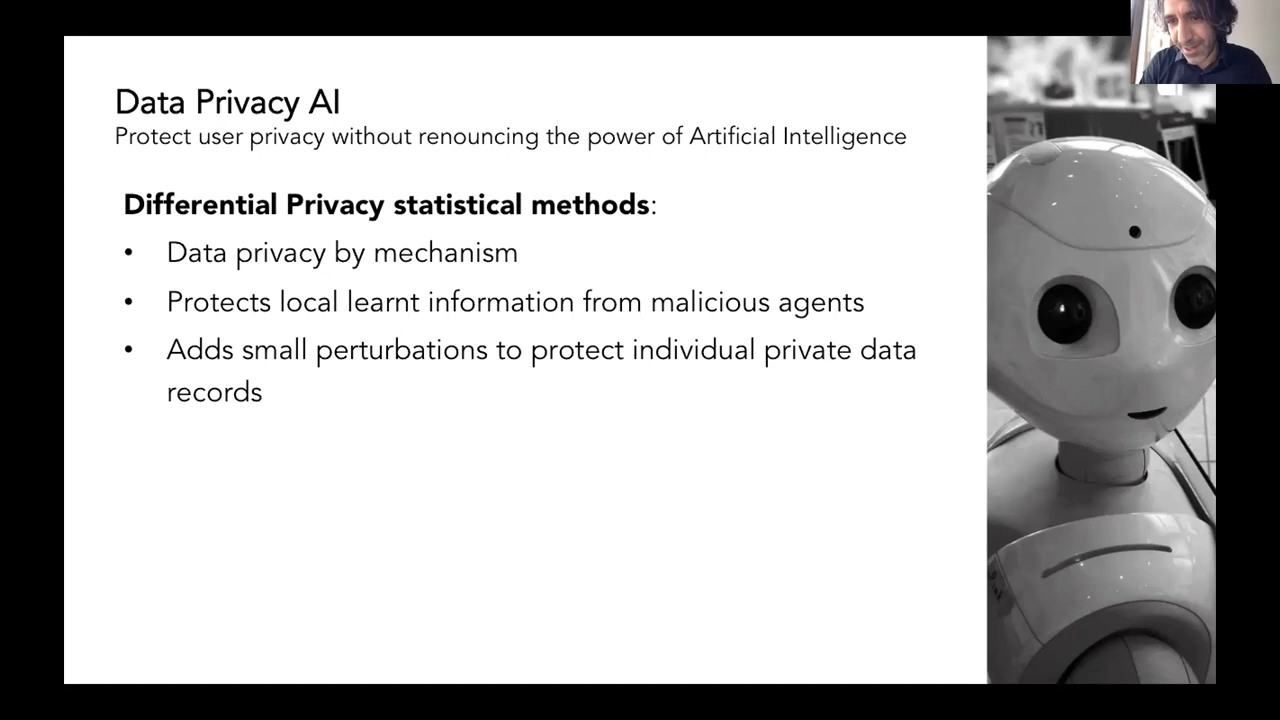 Data Privacy AI
Protect user privacy without renouncing the power of Artificial Intelligence
Differential Privacy statistical methods:
• Data privacy by mechanism
• Protects local learnt information from malicious agents
• Adds small perturbations to protect individual private data
records